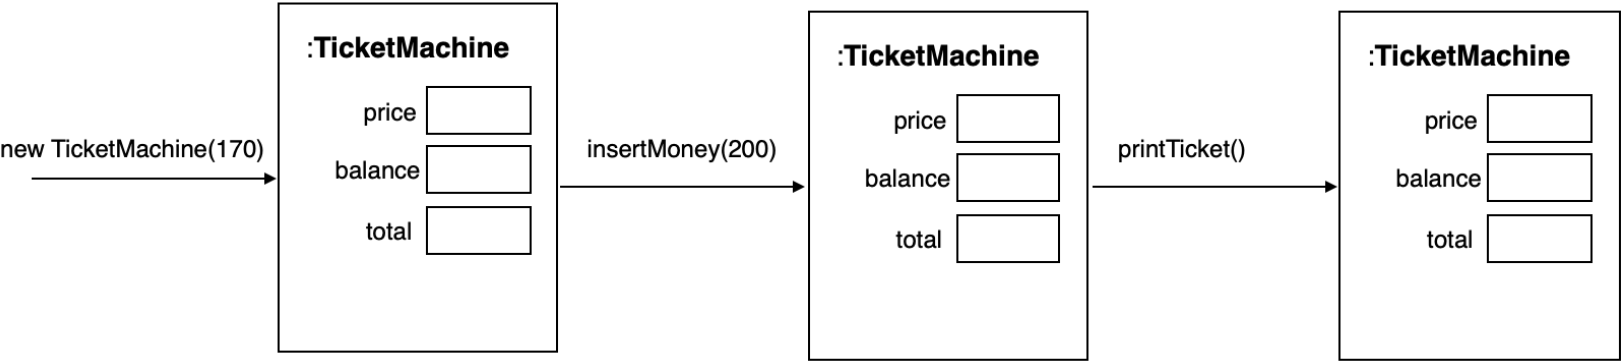 new TicketMachine(170)
:TicketMachine
price
balance
total
insertMoney(200)
:TicketMachine
price
balance
total
printTicket()
:TicketMachine
price
balance
total